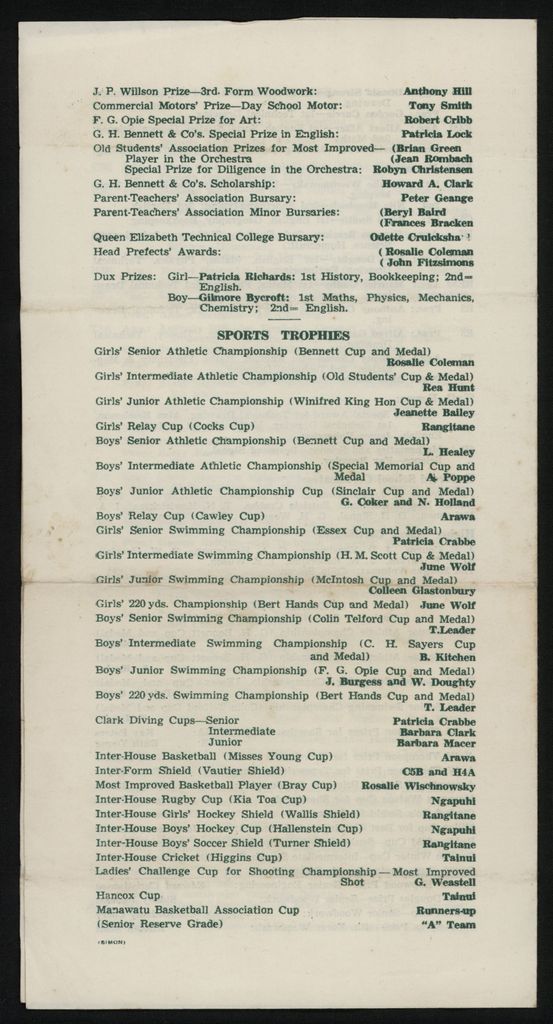 J. P. Willson Prize—3rd. Form Woodwork: Anthony Hill
Commercial Motors' Prize—Day School Motor: Tony Smith
F. G. Opie Special Prize for Art: Robert Cribb
G. H. Bennett & Co's. Special Prize in English: Patricia Lock
Old Students' Association Prizes for Most Improved— (Brian Green
Player in the Orchestra (Jean Rombach
Special Prize for Diligence in the Orchestra: Robyn Christensen
G. H. Bennett & Co's. Scholarship: Howard A. Clark
Parent-Teachers' Association Bursary: Peter Geange
Parent-Teachers' Association Minor Bursaries: (Beryl Baird
(Frances Bracken
Queen Elizabeth Technical College Bursary: Odette
Head Prefects' Awards: ( Rosalie Coleman
( John Fitzsimons
Dux Prizes: Girl—Patricia Richards: 1st History, Bookkeeping; 2nd=
English.
Boy—Gilmore Bycroft: 1st Maths, Physics, Mechanics,
Chemistry; 2nd= English.
SPORTS TROPHIES
Girls' Senior Athletic Championship (Bennett Cup and Medal)
Rosalie Coleman
Girls' Intermediate Athletic Championship (Old Students' Cup & Medal)
Rea Hunt
Girls' Junior Athletic Championship (Winifred King Hon Cup & Medal)
Jeanette Bailey
Girls' Relay Cup (Cocks Cup) Rangitane
Boys' Senior Athletic Championship (Bennett Cup and Medal)
L. Healey
Boys' Intermediate Athletic Championship (Special Memorial Cup and
Medal A. Poppe
Boys' Junior Athletic Championship Cup (Sinclair Cup and Medal)
G. Coker and N. Holland
Boys' Relay Cup (Cawley Cup) Arawa
Girls' Senior Swimming Championship (Essex Cup and Medal)
Patricia Crabbe
Girls' Intermediate Swimming Championship (H. M. Scott Cup & Medal)
June Wolf
Girls' Junior Swimming Championship (McIntosh Cup and Medal)
Colleen Glastonbury
Girls' 220 yds. Championship (Bert Hands Cup and Medal) June Wolf
Boys' Senior Swimming Championship (Colin Telford Cup and Medal)
T.Leader
Boys' Intermediate Swimming Championship (C. H. Sayers Cup
and Medal) B. Kitchen
Boys' Junior Swimming Championship (F. G. Opie Cup and Medal)
J. Burgess and W. Doughty
Boys' 220 yds. Swimming Championship (Bert Hands Cup and Medal)
T. Leader
Clark Diving Cups—Senior Patricia Crabbe
Intermediate Barbara Clark
Junior Barbara Macer
Inter-House Basketball (Misses Young Cup) Arawa
Inter-Form Shield (Vautier Shield) C5B and H4A
Most Improved Basketball Player (Bray Cup) Rosalie Wischnowsky
Inter-House Rugby Cup (Kia Toa Cup) Ngapuhi
Inter-House Girls' Hockey Shield (Wallis Shield) Rangitane
Inter-House Boys' Hockey Cup (Hallenstein Cup) Ngapuhi
Inter-House Boys' Soccer Shield (Turner Shield) Rangitane
Inter-House Cricket (Higgins Cup) Tainui
Ladies' Challenge Cup for Shooting Championship — Most Improved
Shot G. Weastell
Hancox Cup Tainui
Manawatu Basketball Association Cup Runners-up
(Senior Reserve Grade) "A" Team
(SIMON)